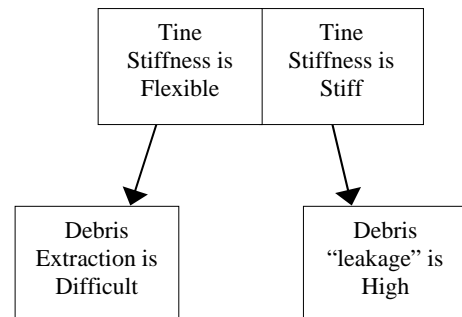 Tine
Stiffness is
Flexible
Tine
Stiffness is
Stiff
Debris
Extraction is
Difficult
Debris
“leakage” is
High